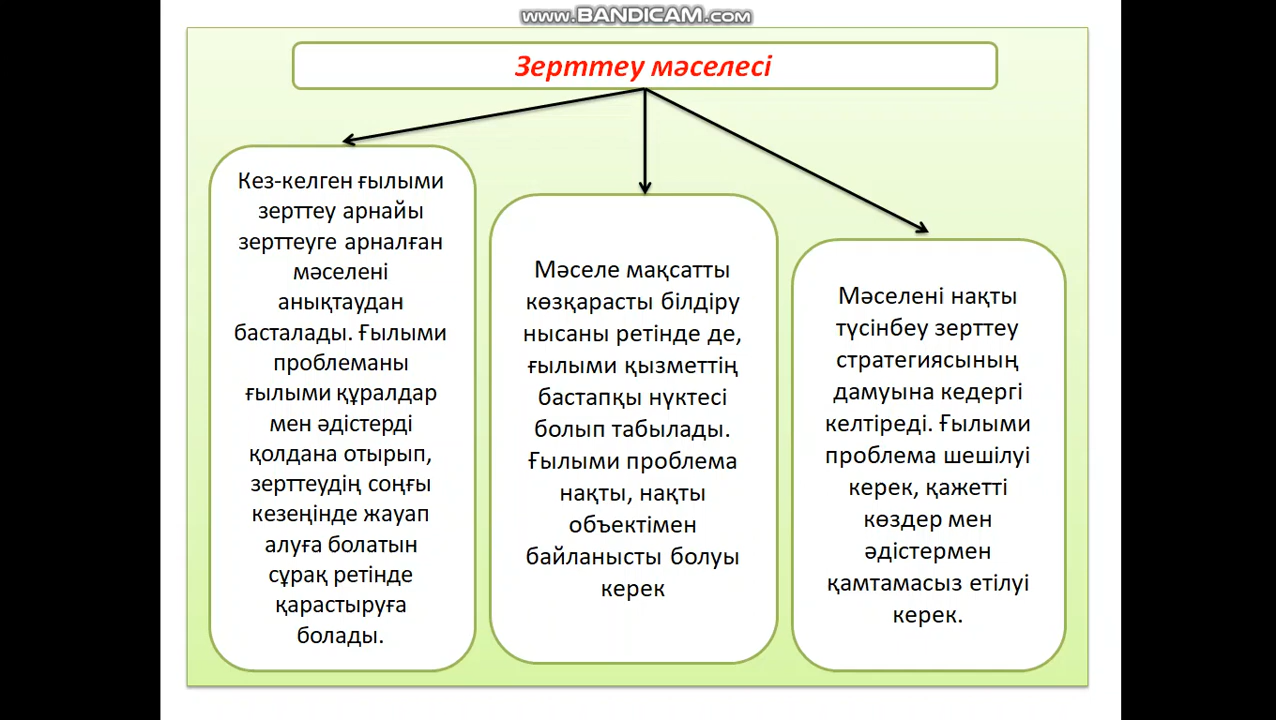 www.BANDICAM.com
Зерттеу мәселесі
Кез-келген ғылыми
зерттеу арнайы
зерттеуге арналған
мәселені
анықтаудан
басталады. Ғылыми
проблеманы
ғылыми құралдар
мен әдістерді
қолдана отырып,
зерттеудің соңғы
кезеңінде жауап
алуға болатын
сұрақ ретінде
қарастыруға
болады.
Мәселе мақсатты
көзқарасты білдіру
нысаны ретінде де,
ғылыми қызметтің
бастапқы нүктесі
болып табылады.
Ғылыми проблема
нақты, нақты
объектімен
байланысты болуы
керек
Мәселені нақты
түсінбеу зерттеу
стратегиясының
дамуына кедергі
келтіреді. Ғылыми
проблема шешілуі
керек, қажетті
көздер мен
әдістермен
қамтамасыз етілуі
керек.